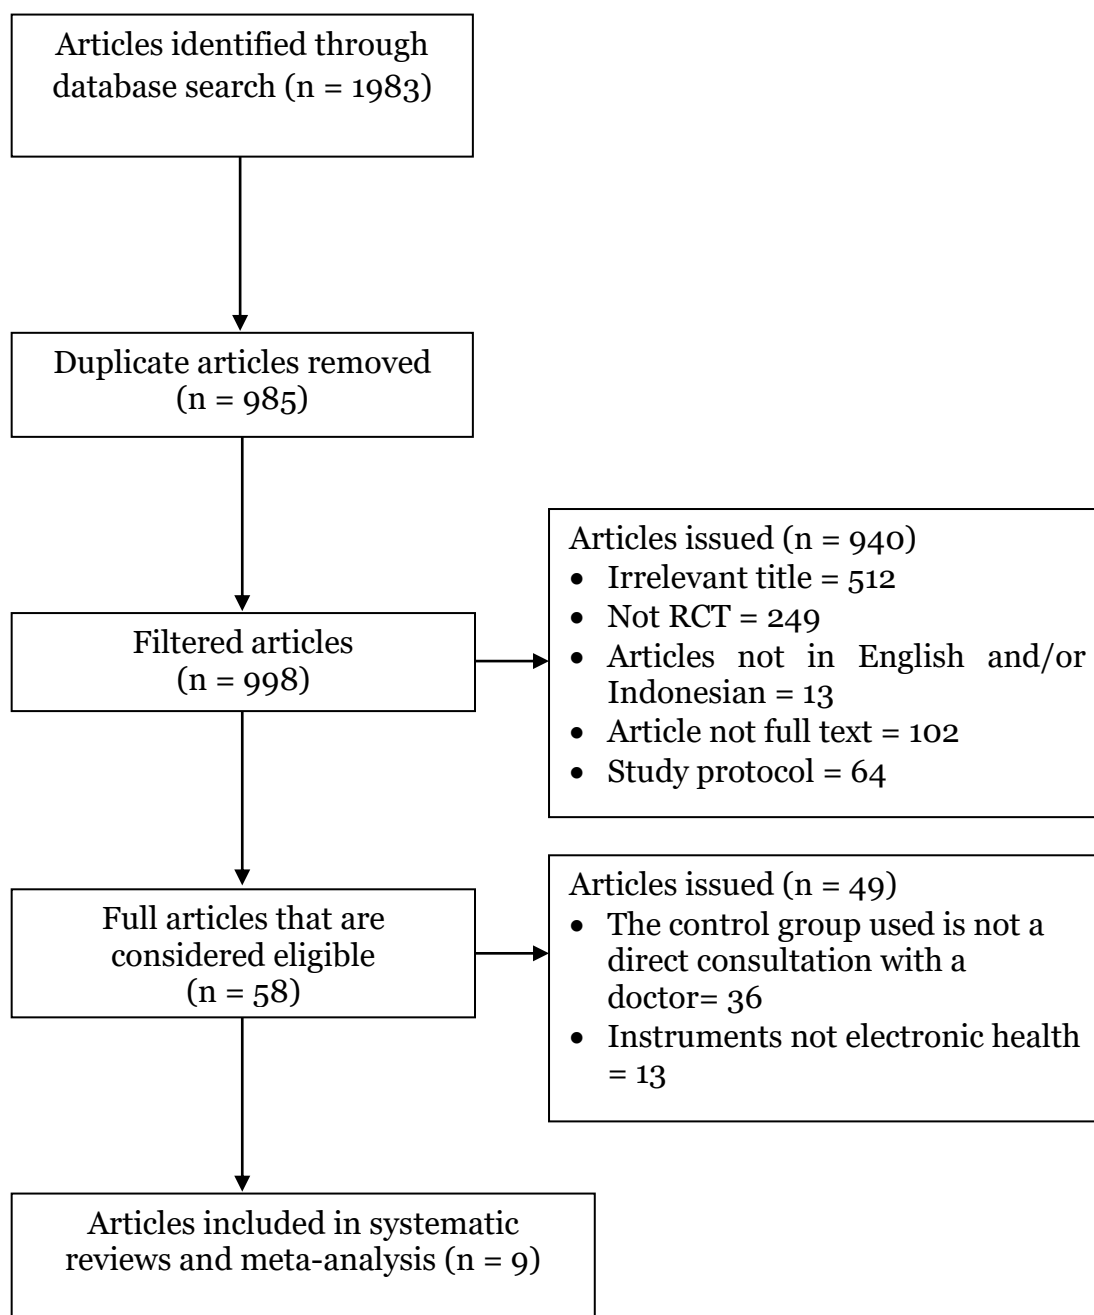 Articles identified through
database search (n = 1983)
Duplicate articles removed
(n = 985)
Filtered articles
(n = 998)
Articles issued (n = 940)
• Irrelevant title = 512
• Not RCT = 249
• Articles not in English and/or
Indonesian = 13
• Article not full text = 102
• Study protocol = 64
Full articles that are
considered eligible
(n = 58)
Articles issued (n = 49)
• The control group used is not a
direct consultation with a
doctor= 36
• Instruments not electronic health
= 13
Articles included in systematic
reviews and meta-analysis (n = 9)